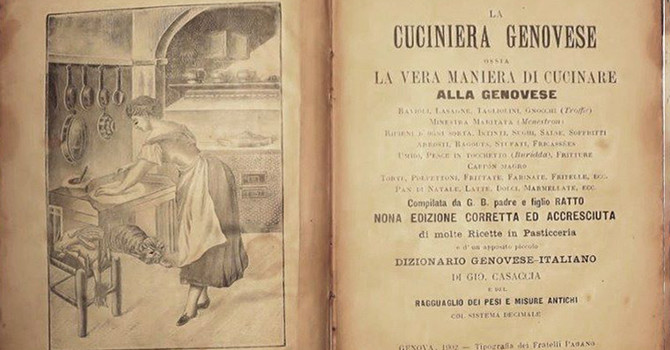 LA
CUCINIERA GENOVESE
OSSIA
LA VERA MANIERA DI CUCINARE
ALLA GENOVESE
RAVIOLI, LASAGNE, TAGLIOLINI, GNOCCHI (Troffie)
MINESTRA MARITATA (Menestron)
RIPIENI D'OGNI SORTA, INTINTI, SUGHI, SALSE, SOFFRITTI
ARROSTI, RAGOUTS, STUFATI, FRICASSÉES
UMIDO, PESCE IN TOCCHETTO (Buridda), FRITTURE
CAPPON MAGRO
TORTE, POLPETTONI, FRITTATE, FARINATE, FRITELLE, ECC.
PAN DI NATALE, LATTE, DOLCI, MARMELLATE, ECC.
Compilata da G. B. padre e figlio RATTO
NONA EDIZIONE CORRETTA ED ACCRESCIUTA
di molte Ricette in Pasticceria
e d'un apposito piccolo
DIZIONARIO GENOVESE-ITALIANO
DI GIO. CASACCIA
E DEL
RAGGUAGLIO DEI PESI E MISURE ANTICHI
COL SISTEMA DECIMALE
GENOVA, 1902 — Tipografia dei Fratelli PAGANO